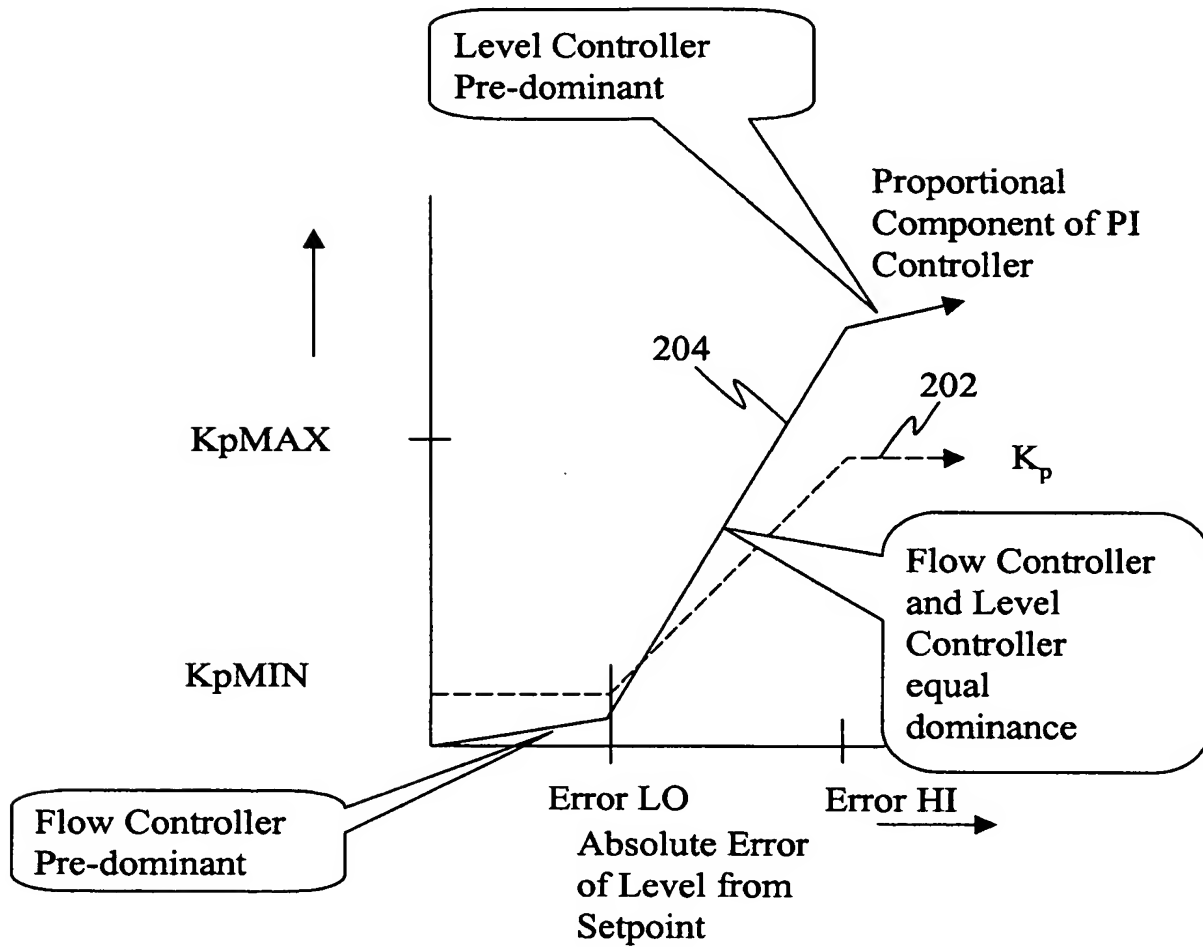 Level Controller
Pre-dominant
Proportional
Component of PI
Controller
204
202
KpMAX
Kp
Flow Controller
and Level
Controller
equal
dominance
KpMIN
Error LO
Error HI
Flow Controller
Pre-dominant
Absolute Error
of Level from
Setpoint